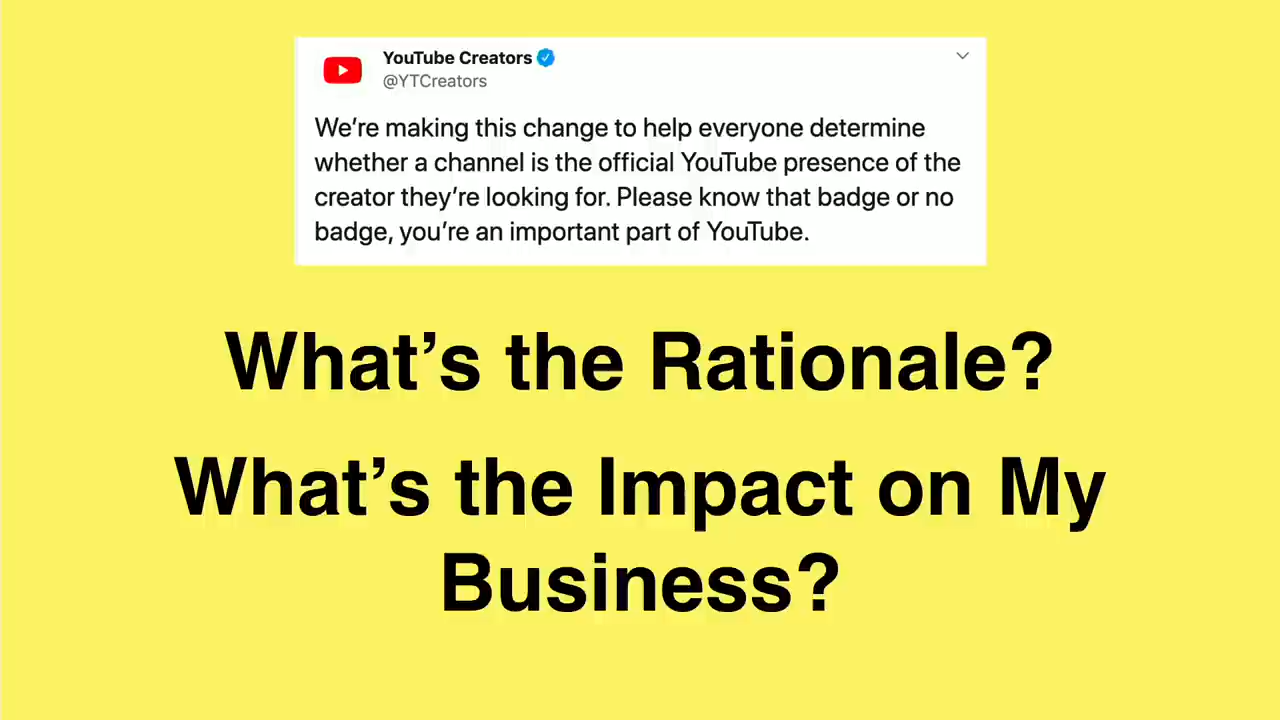 YouTube Creators
@YTCreators
We’re making this change to help everyone determine
whether a channel is the official YouTube presence of the
creator they’re looking for. Please know that badge or no
badge, you’re an important part of YouTube.
What’s the Rationale?
What’s the Impact on My
Business?